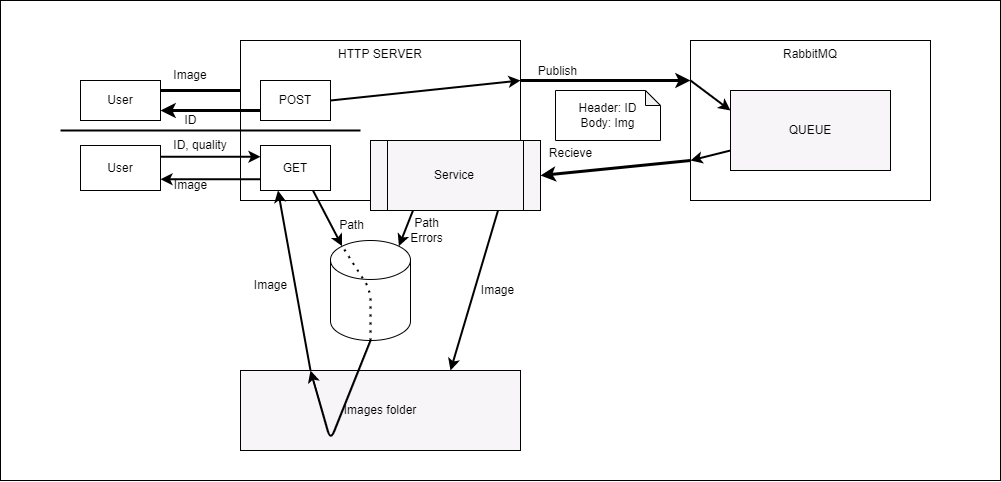 HTTP SERVER
RabbitMQ
Image
User
POST
Publish
ID
Header: ID
Body: Img
QUEUE
ID, quality
User
GET
Image
Service
Recieve
Path
Path
Errors
Image
Image
Images folder